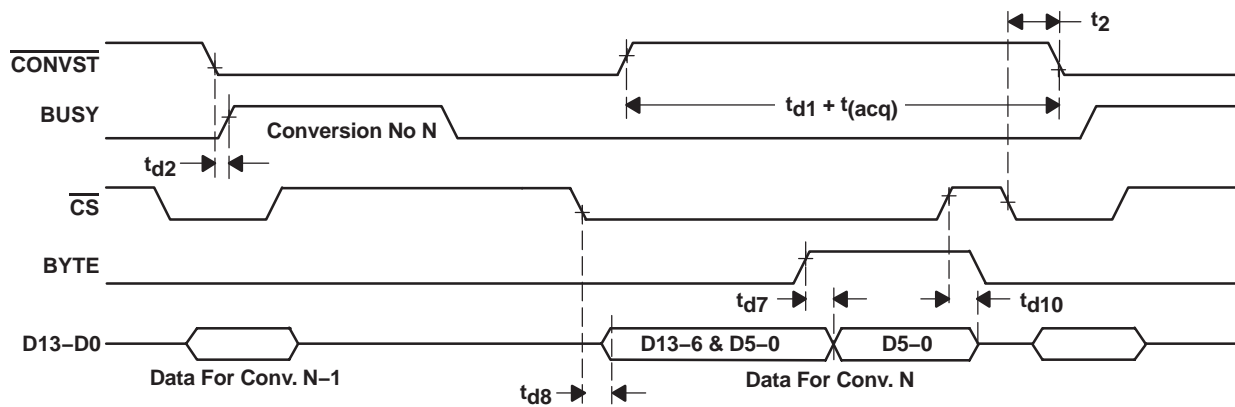 t2
CONVST
td1 + t(acq)
BUSY
Conversion No N
td2
CS
BYTE
td7
td10
D13–D0
D13–6 & D5–0
D5–0
Data For Conv. N–1
Data For Conv. N
td8